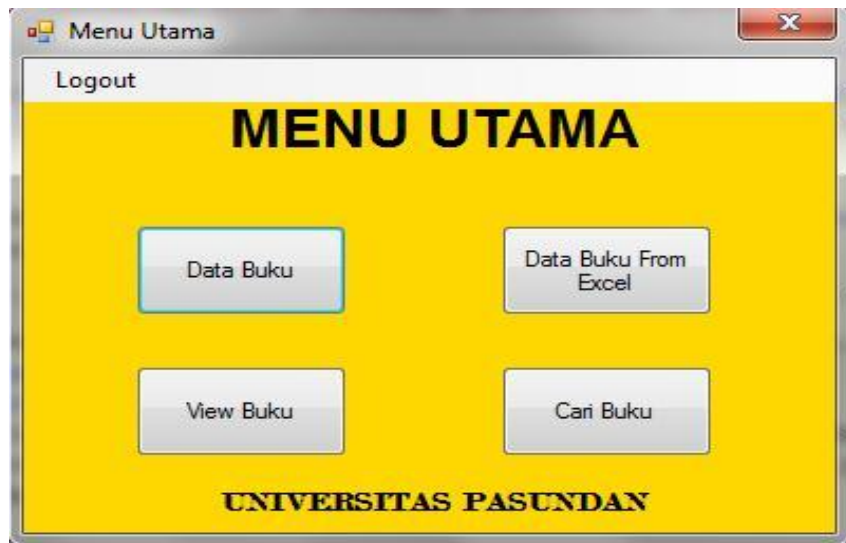 Menu Utama
Logout
MENU UTAMA
Data Buku
Data Buku From
Excel
View Buku
Cari Buku
UNIVERSITAS PASUNDAN